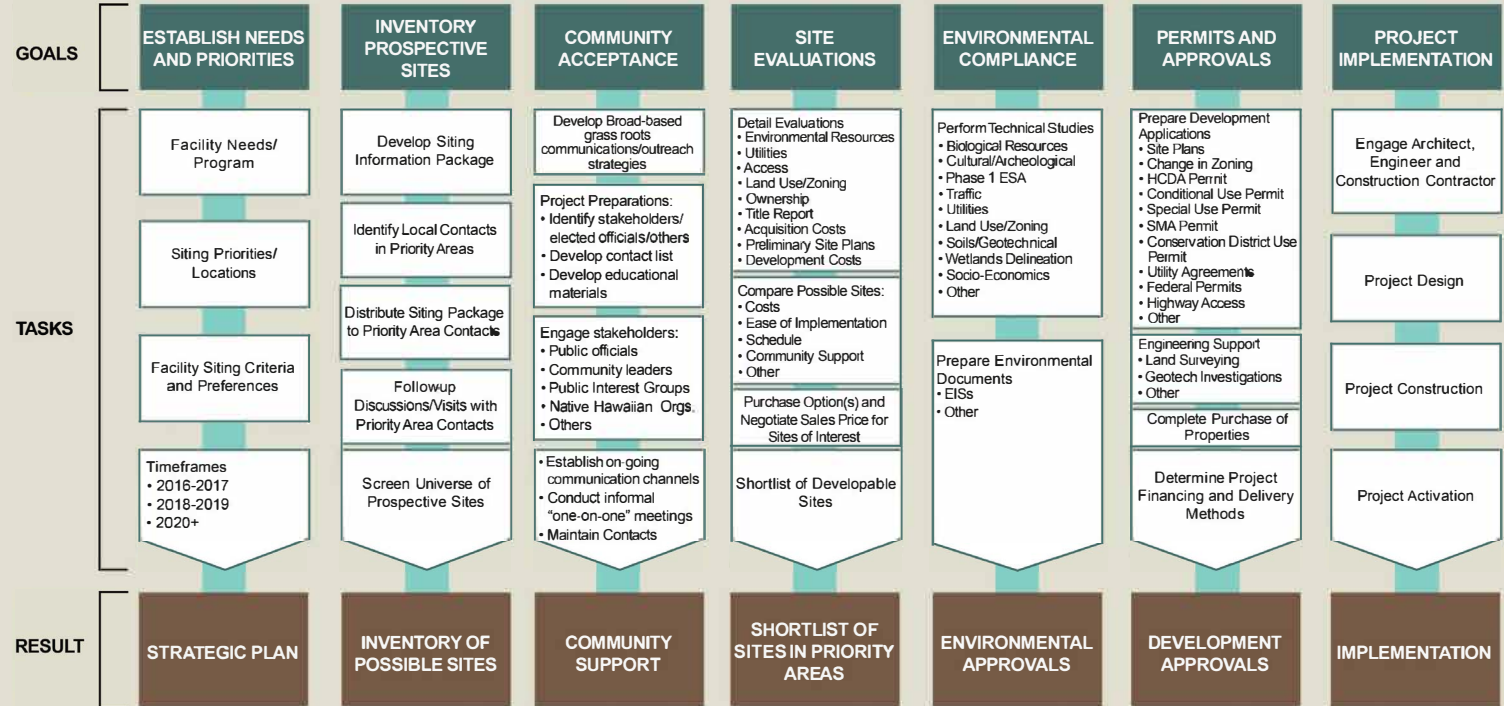 GOALS
ESTABLISH NEEDS
AND PRIORITIES
INVENTORY
PROSPECTIVE
SITES
COMMUNITY
ACCEPTANCE
SITE
EVALUATIONS
ENVIRONMENTAL
COMPLIANCE
PERMITS AND
APPROVALS
PROJECT
IMPLEMENTATION
TASKS
Facility Needs/
Program
Siting Priorities/
Locations
Facility Siting Criteria
and Preferences
Timeframes
• 2016-2017
• 2018-2019
• 2020+
Develop Siting
Information Package
Identify Local Contacts
in Priority Areas
Distribute Siting Package
to Priority Area Contacts
Follow-up
Discussions/Visits with
Priority Area Contacts
Screen Universe of
Prospective Sites
Develop Broad-based
grass roots
communications/outreach
strategies
Project Preparations:
• Identify stakeholders/
elected officials/others
• Develop contact list
• Develop educational
materials
Engage stakeholders:
• Public officials
• Community leaders
• Public Interest Groups
• Native Hawaiian Orgs.
• Others
• Establish on-going
communication channels
• Conduct informal
"one-on-one" meetings
• Maintain Contacts
Detail Evaluations
• Environmental Resources
• Utilities
• Access
• Land Use/Zoning
• Ownership
• Title Report
• Acquisition Costs
• Preliminary Site Plans
• Development Costs
Compare Possible Sites:
• Costs
• Ease of Implementation
• Schedule
• Community Support
• Other
Purchase Option(s) and
Negotiate Sales Price for
Sites of Interest
Shortlist of Developable
Sites
Perform Technical Studies
• Biological Resources
• Cultural/Archeological
• Phase 1 ESA
• Traffic
• Utilities
• Land Use/Zoning
• Soils/Geotechnical
• Wetlands Delineation
• Socio-Economics
• Other
Prepare Environmental
Documents
• EISs
• Other
Prepare Development
Applications
• Site Plans
• Change in Zoning
• HCDA Permit
• Conditional Use Permit
• Special Use Permit
• SMA Permit
• Conservation District Use
Permit
• Utility Agreements
• Federal Permits
• Highway Access
• Other
Engineering Support
• Land Surveying
• Geotech Investigations
• Other
Complete Purchase of
Properties
Determine Project
Financing and Delivery
Methods
Engage Architect,
Engineer and
Construction Contractor
Project Design
Project Construction
Project Activation
RESULT
STRATEGIC PLAN
INVENTORY OF
POSSIBLE SITES
COMMUNITY
SUPPORT
SHORTLIST OF
SITES IN PRIORITY
AREAS
ENVIRONMENTAL
APPROVALS
DEVELOPMENT
APPROVALS
IMPLEMENTATION